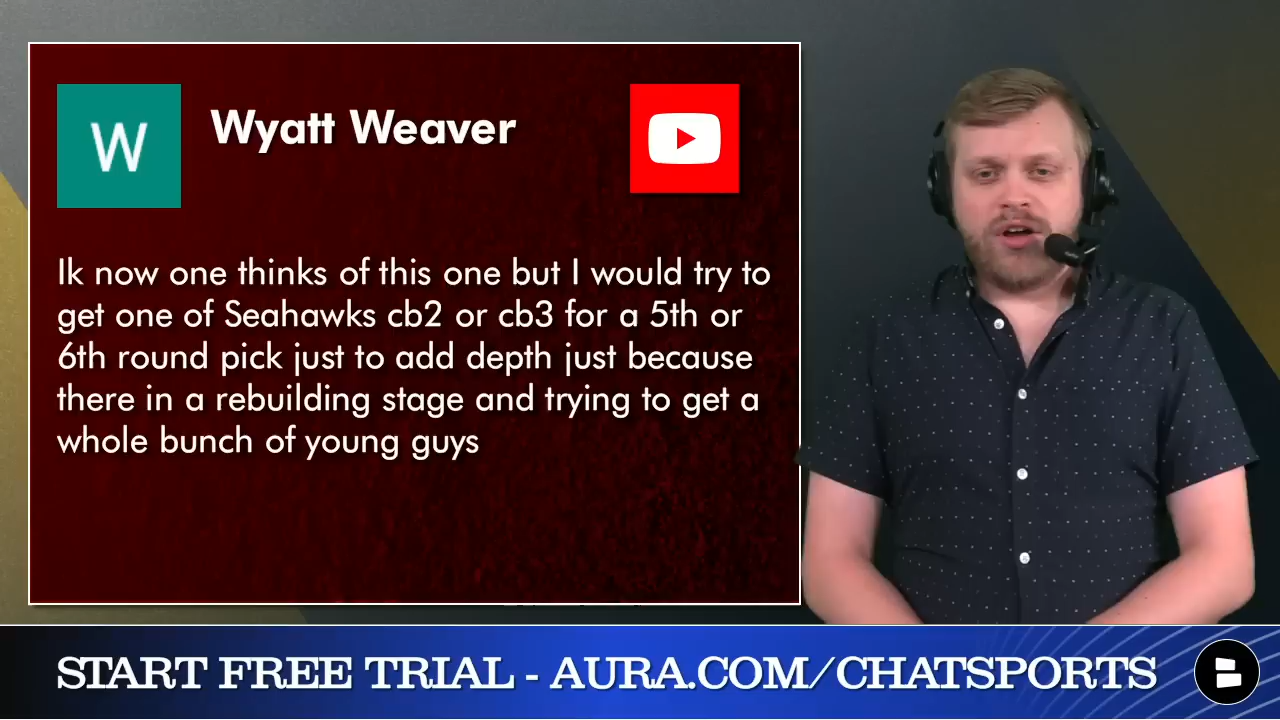 W
Wyatt Weaver
Ik now one thinks of this one but I would try to
get one of Seahawks cb2 or cb3 for a 5th or
6th round pick just to add depth just because
there in a rebuilding stage and trying to get a
whole bunch of young guys
START FREE TRIAL - AURA.COM/CHATSPORTS